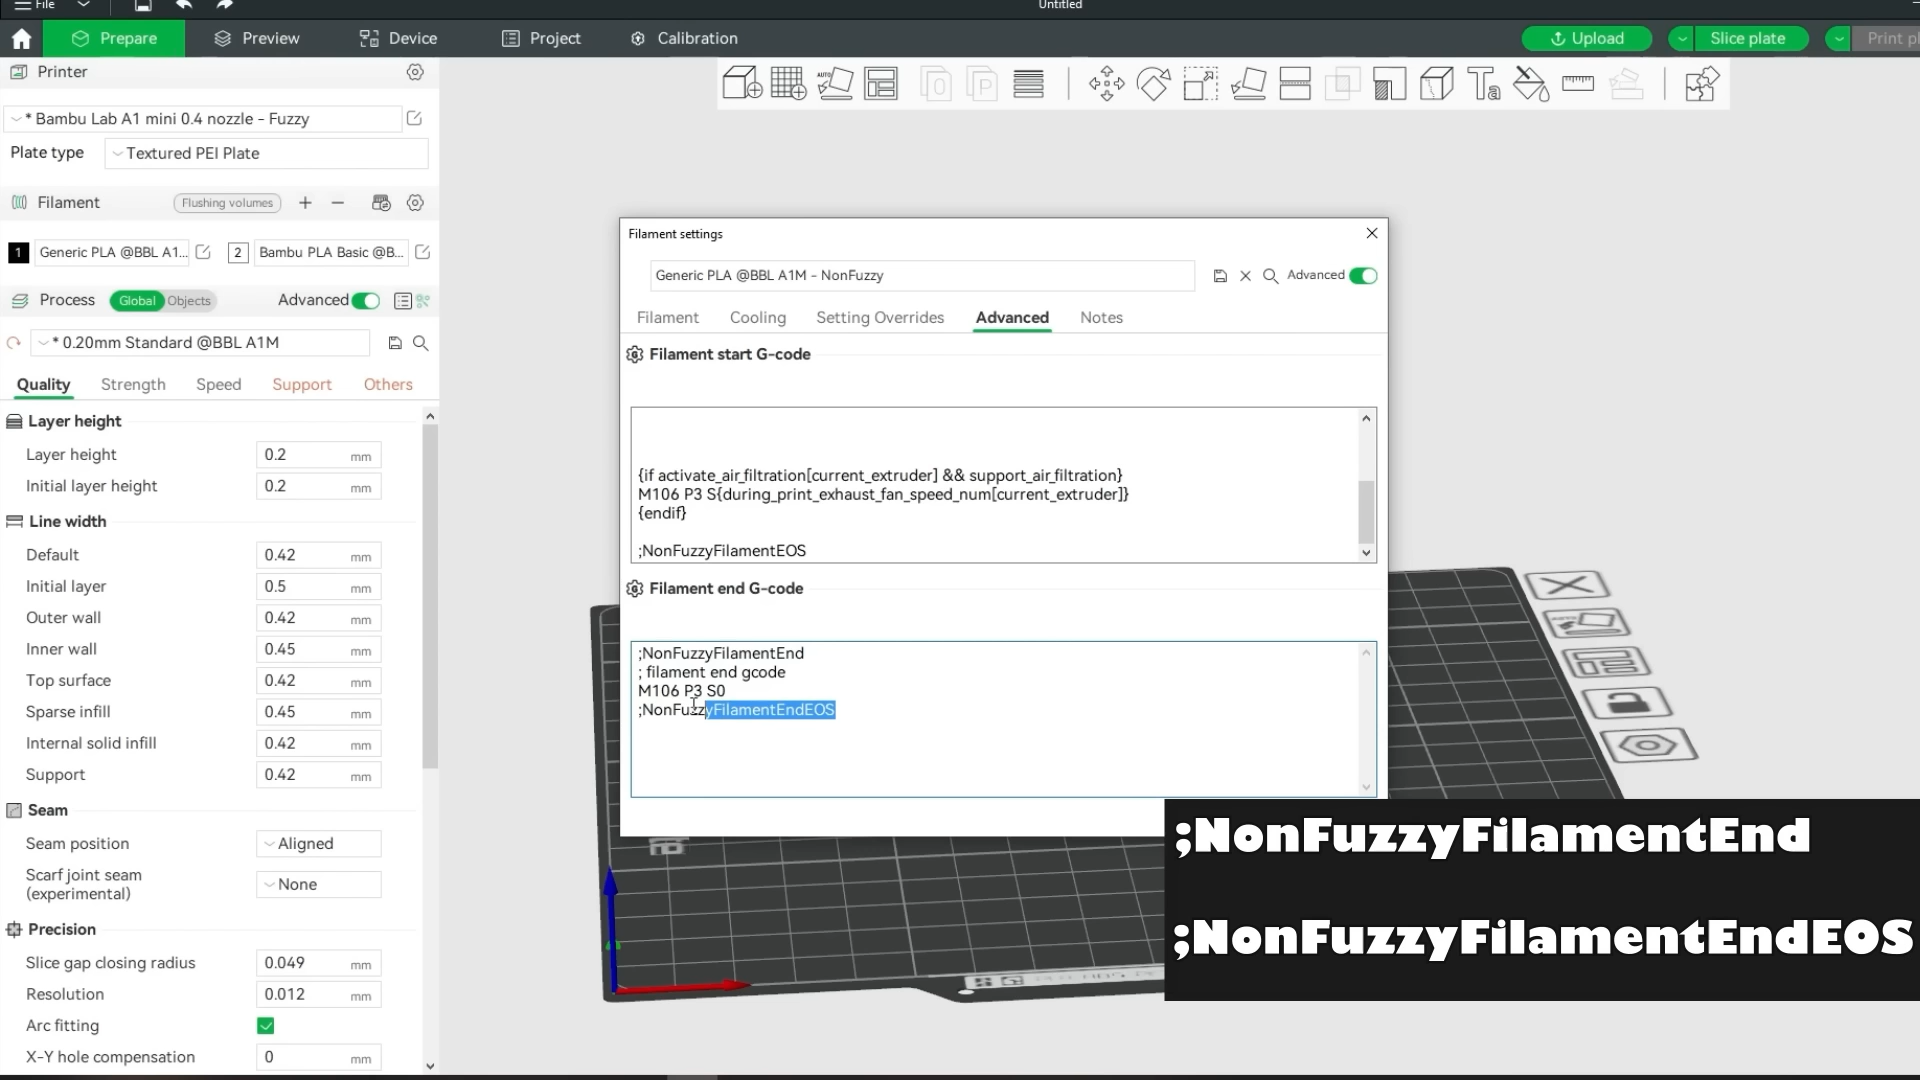 File
Untitled
Prepare
Preview
Device
Project
Calibration
Upload
Slice plate
Print pl
Printer
* Bambu Lab A1 mini 0.4 nozzle - Fuzzy
Plate type
Textured PEI Plate
Filament
Flushing volumes
1
Generic PLA @BBL A1...
2
Bambu PLA Basic @B...
Process
Global
Objects
Advanced
* 0.20mm Standard @BBL A1M
Quality
Strength
Speed
Support
Others
Layer height
Layer height
0.2
mm
Initial layer height
0.2
mm
Line width
Default
0.42
mm
Initial layer
0.5
mm
Outer wall
0.42
mm
Inner wall
0.45
mm
Top surface
0.42
mm
Sparse infill
0.45
mm
Internal solid infill
0.42
mm
Support
0.42
mm
Seam
Seam position
Aligned
Scarf joint seam
(experimental)
None
Precision
Slice gap closing radius
0.049
mm
Resolution
0.012
mm
Arc fitting
X-Y hole compensation
0
mm
AUTO
Filament settings
Generic PLA @BBL A1M - NonFuzzy
Advanced
Filament
Cooling
Setting Overrides
Advanced
Notes
Filament start G-code
{if activate_air_filtration[current_extruder] && support_air_filtration}
M106 P3 S{during_print_exhaust_fan_speed_num[current_extruder]}
{endif}
;NonFuzzyFilamentEOS
Filament end G-code
;NonFuzzyFilamentEnd
; filament end gcode
M106 P3 S0
;NonFuzzyFilamentEndEOS
;NonFuzzyFilamentEnd
;NonFuzzyFilamentEndEOS